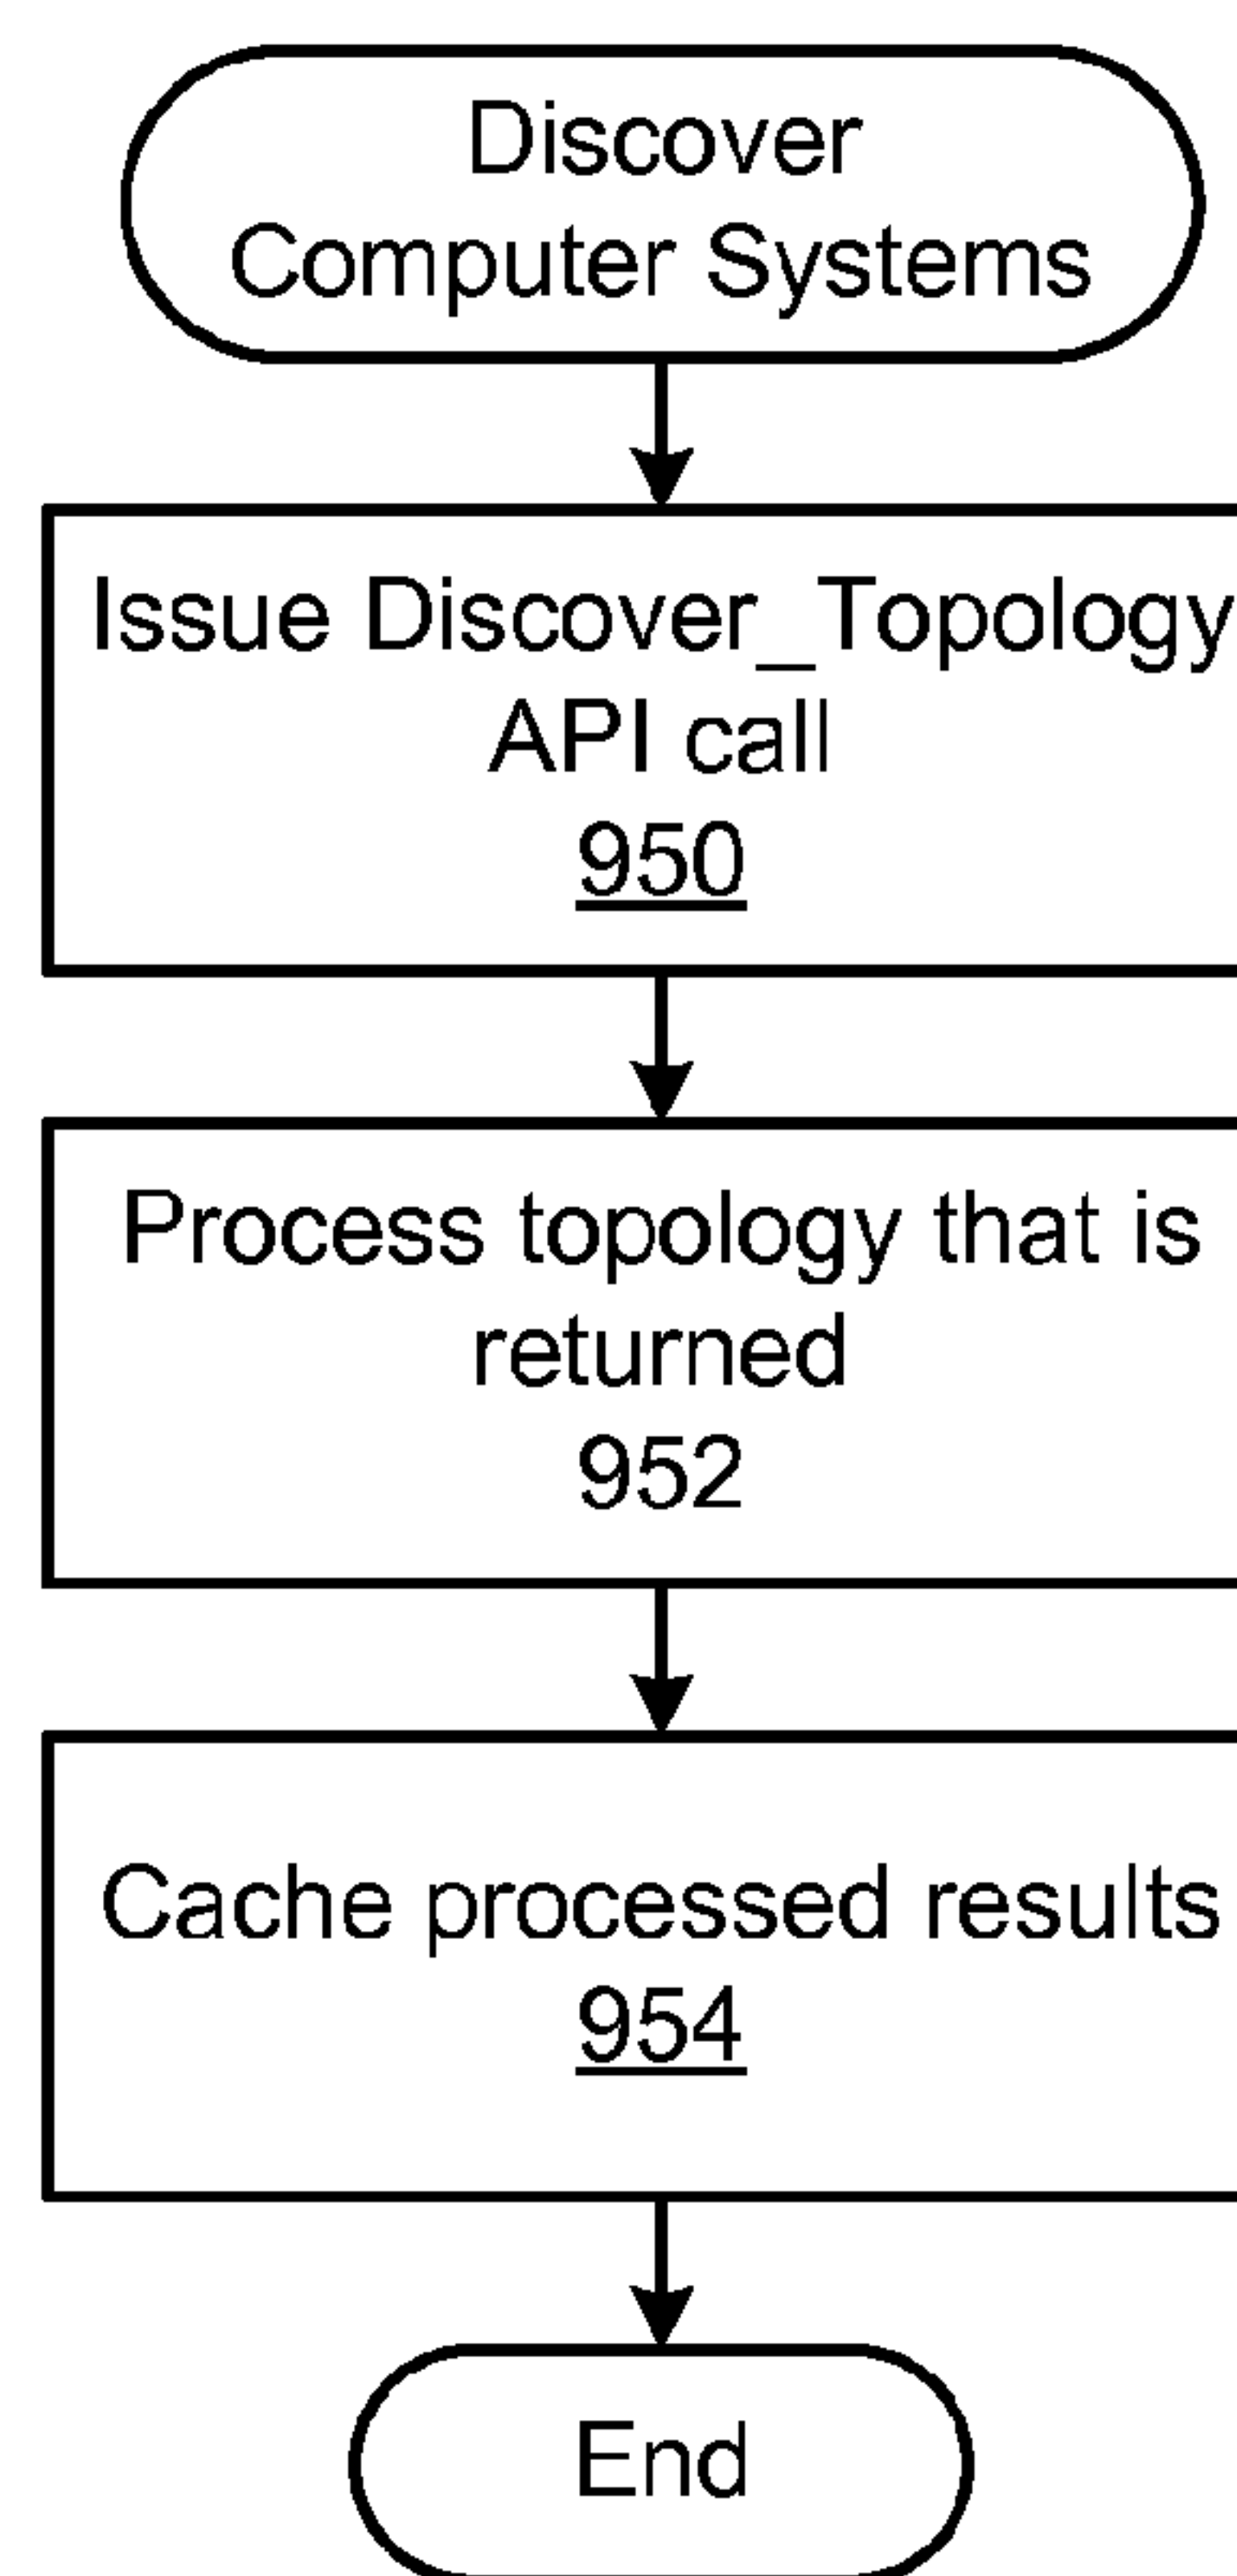 Discover
Computer Systems
Issue Discover_Topology
API call
950
Process topology that is
returned
952
Cache processed results
954
End